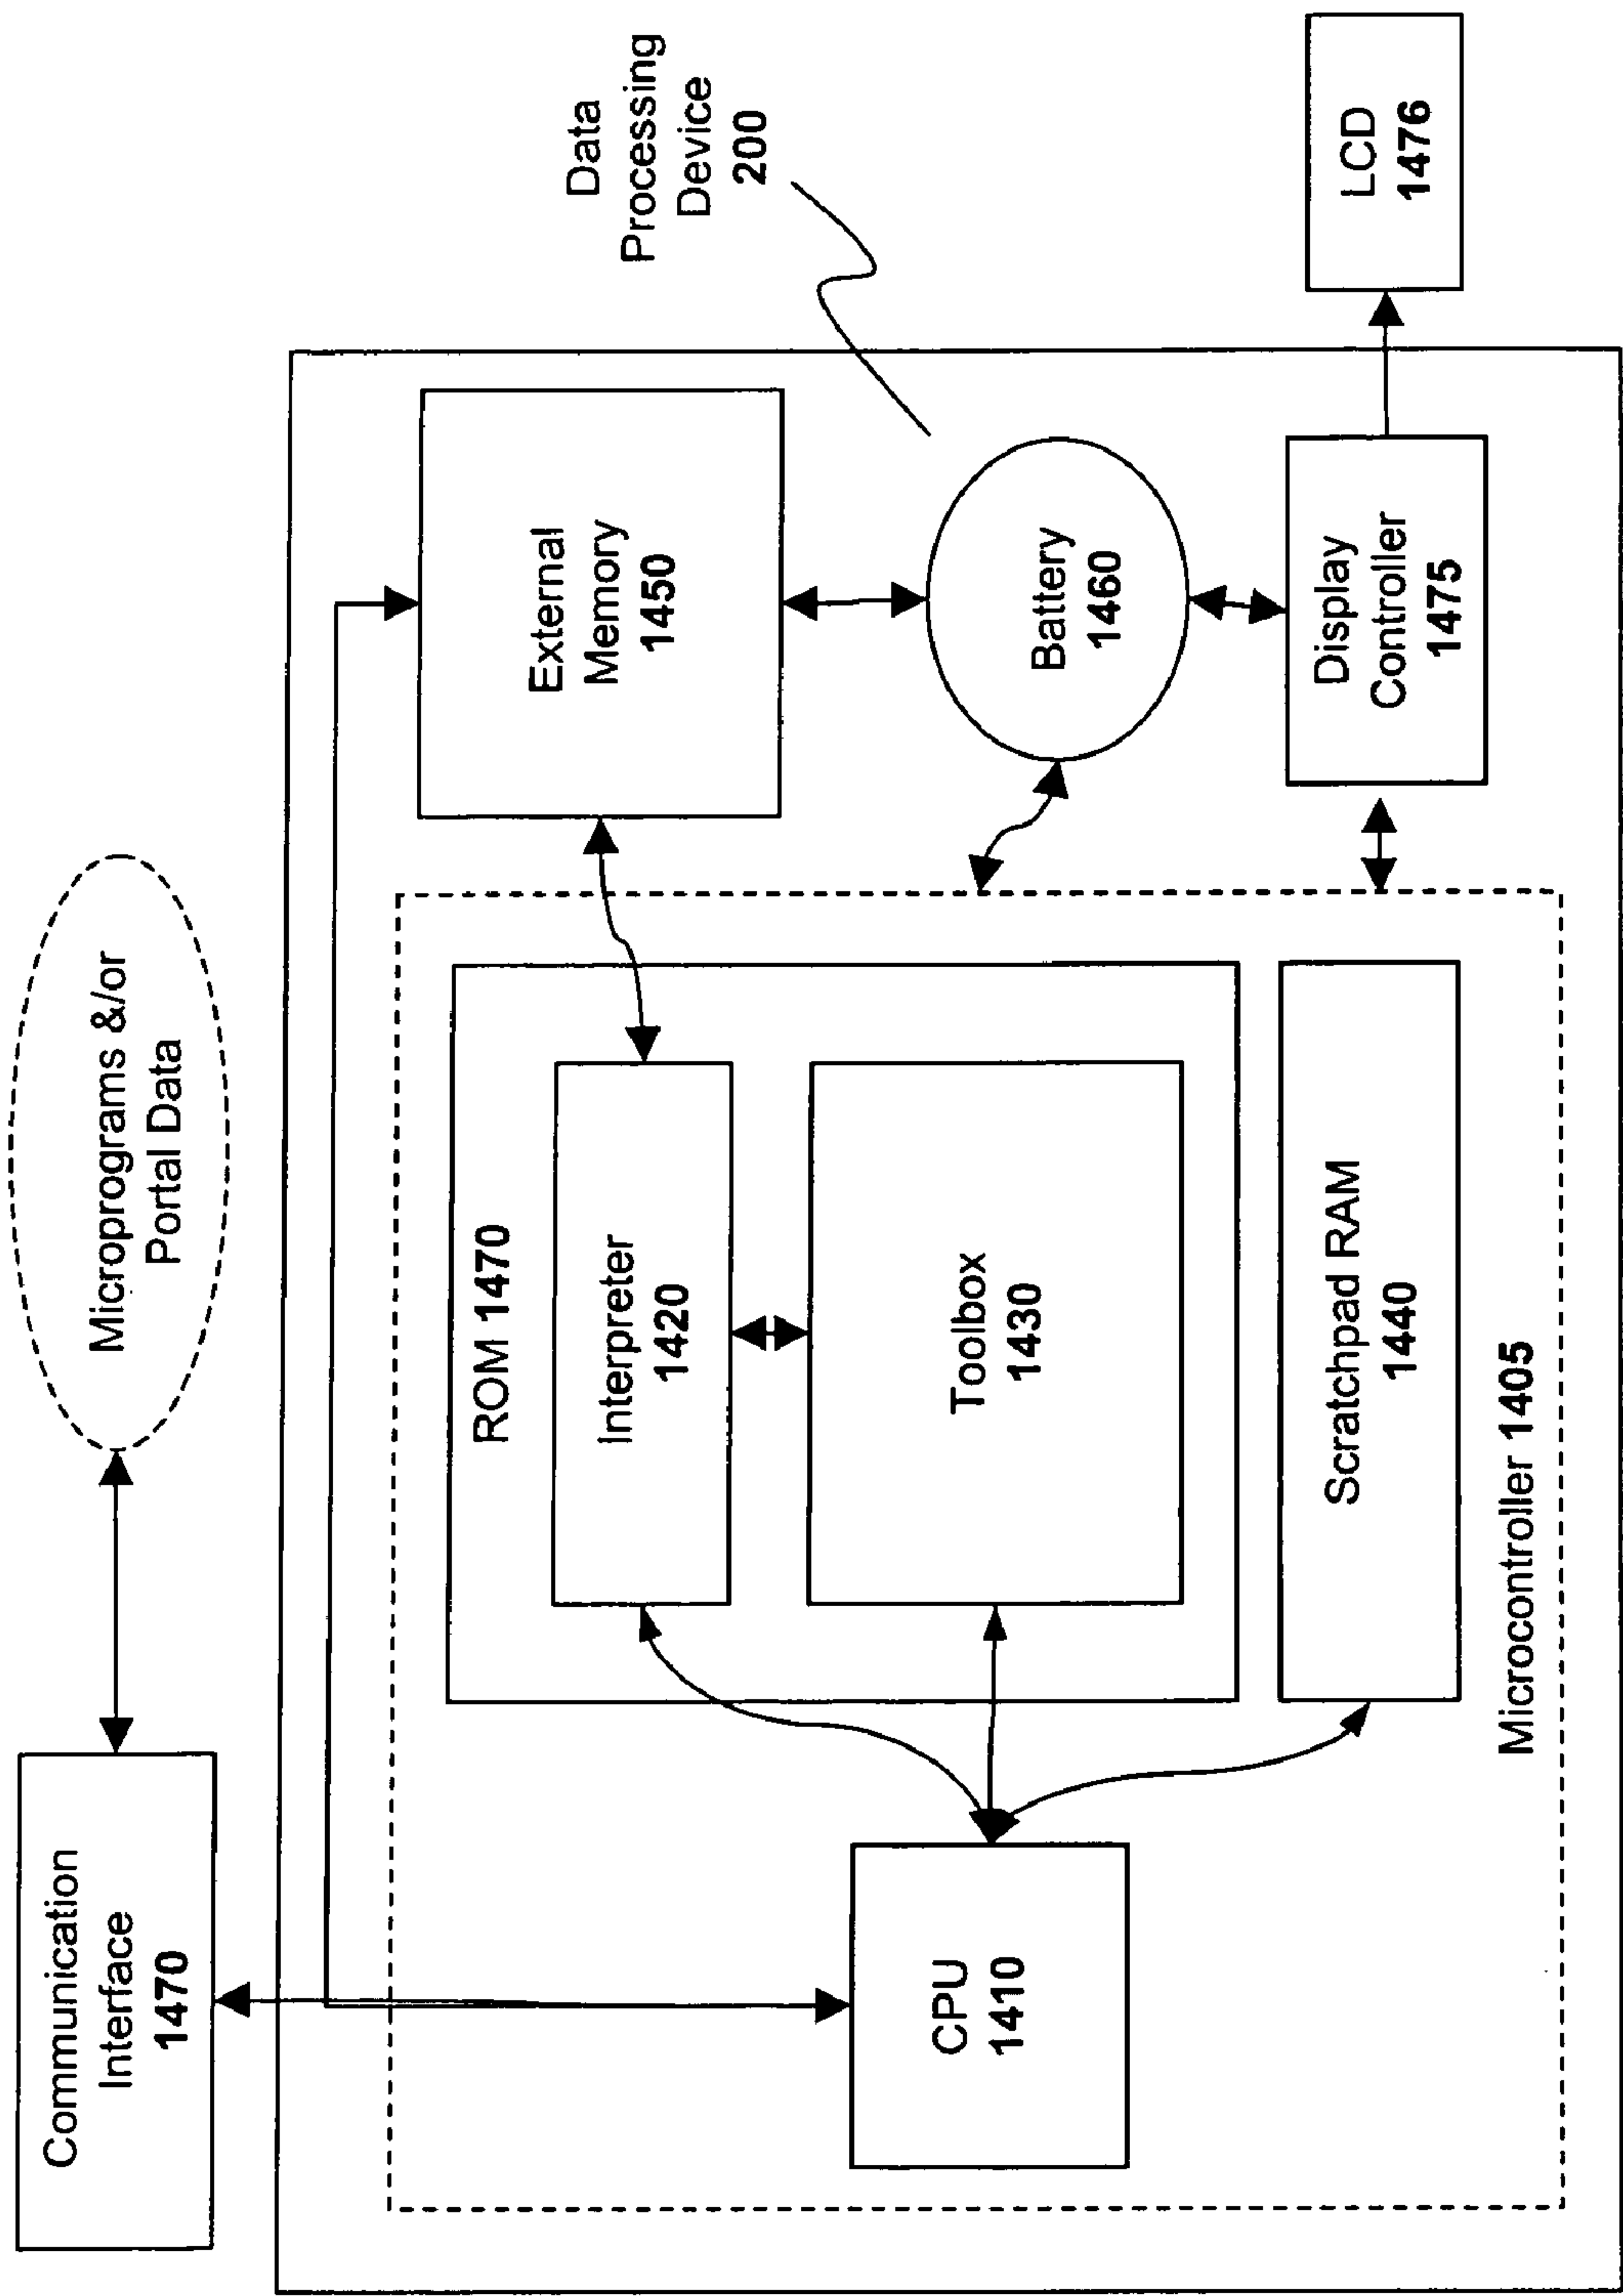 Communication
Interface
1470
Microprograms &/or
Portal Data
Data
Processing
Device
200
CPU
1410
ROM 1470
Interpreter
1420
Toolbox
1430
Scratchpad RAM
1440
Microcontroller 1405
External
Memory
1450
Battery
1460
Display
Controller
1475
LCD
1476